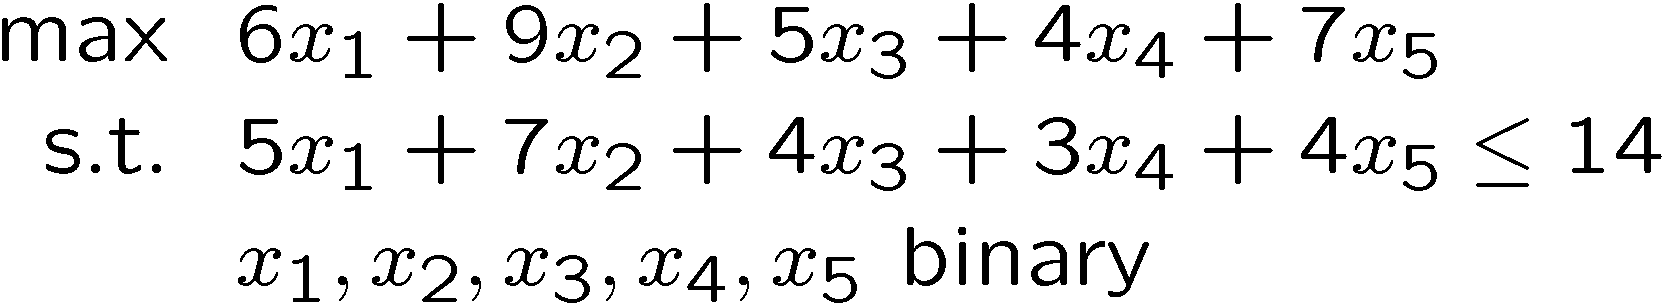 max 6x₁ + 9x₂ + 5x₃ + 4x₄ + 7x₅
s.t. 5x₁ + 7x₂ + 4x₃ + 3x₄ + 4x₅ ≤ 14
x₁, x₂, x₃, x₄, x₅ binary